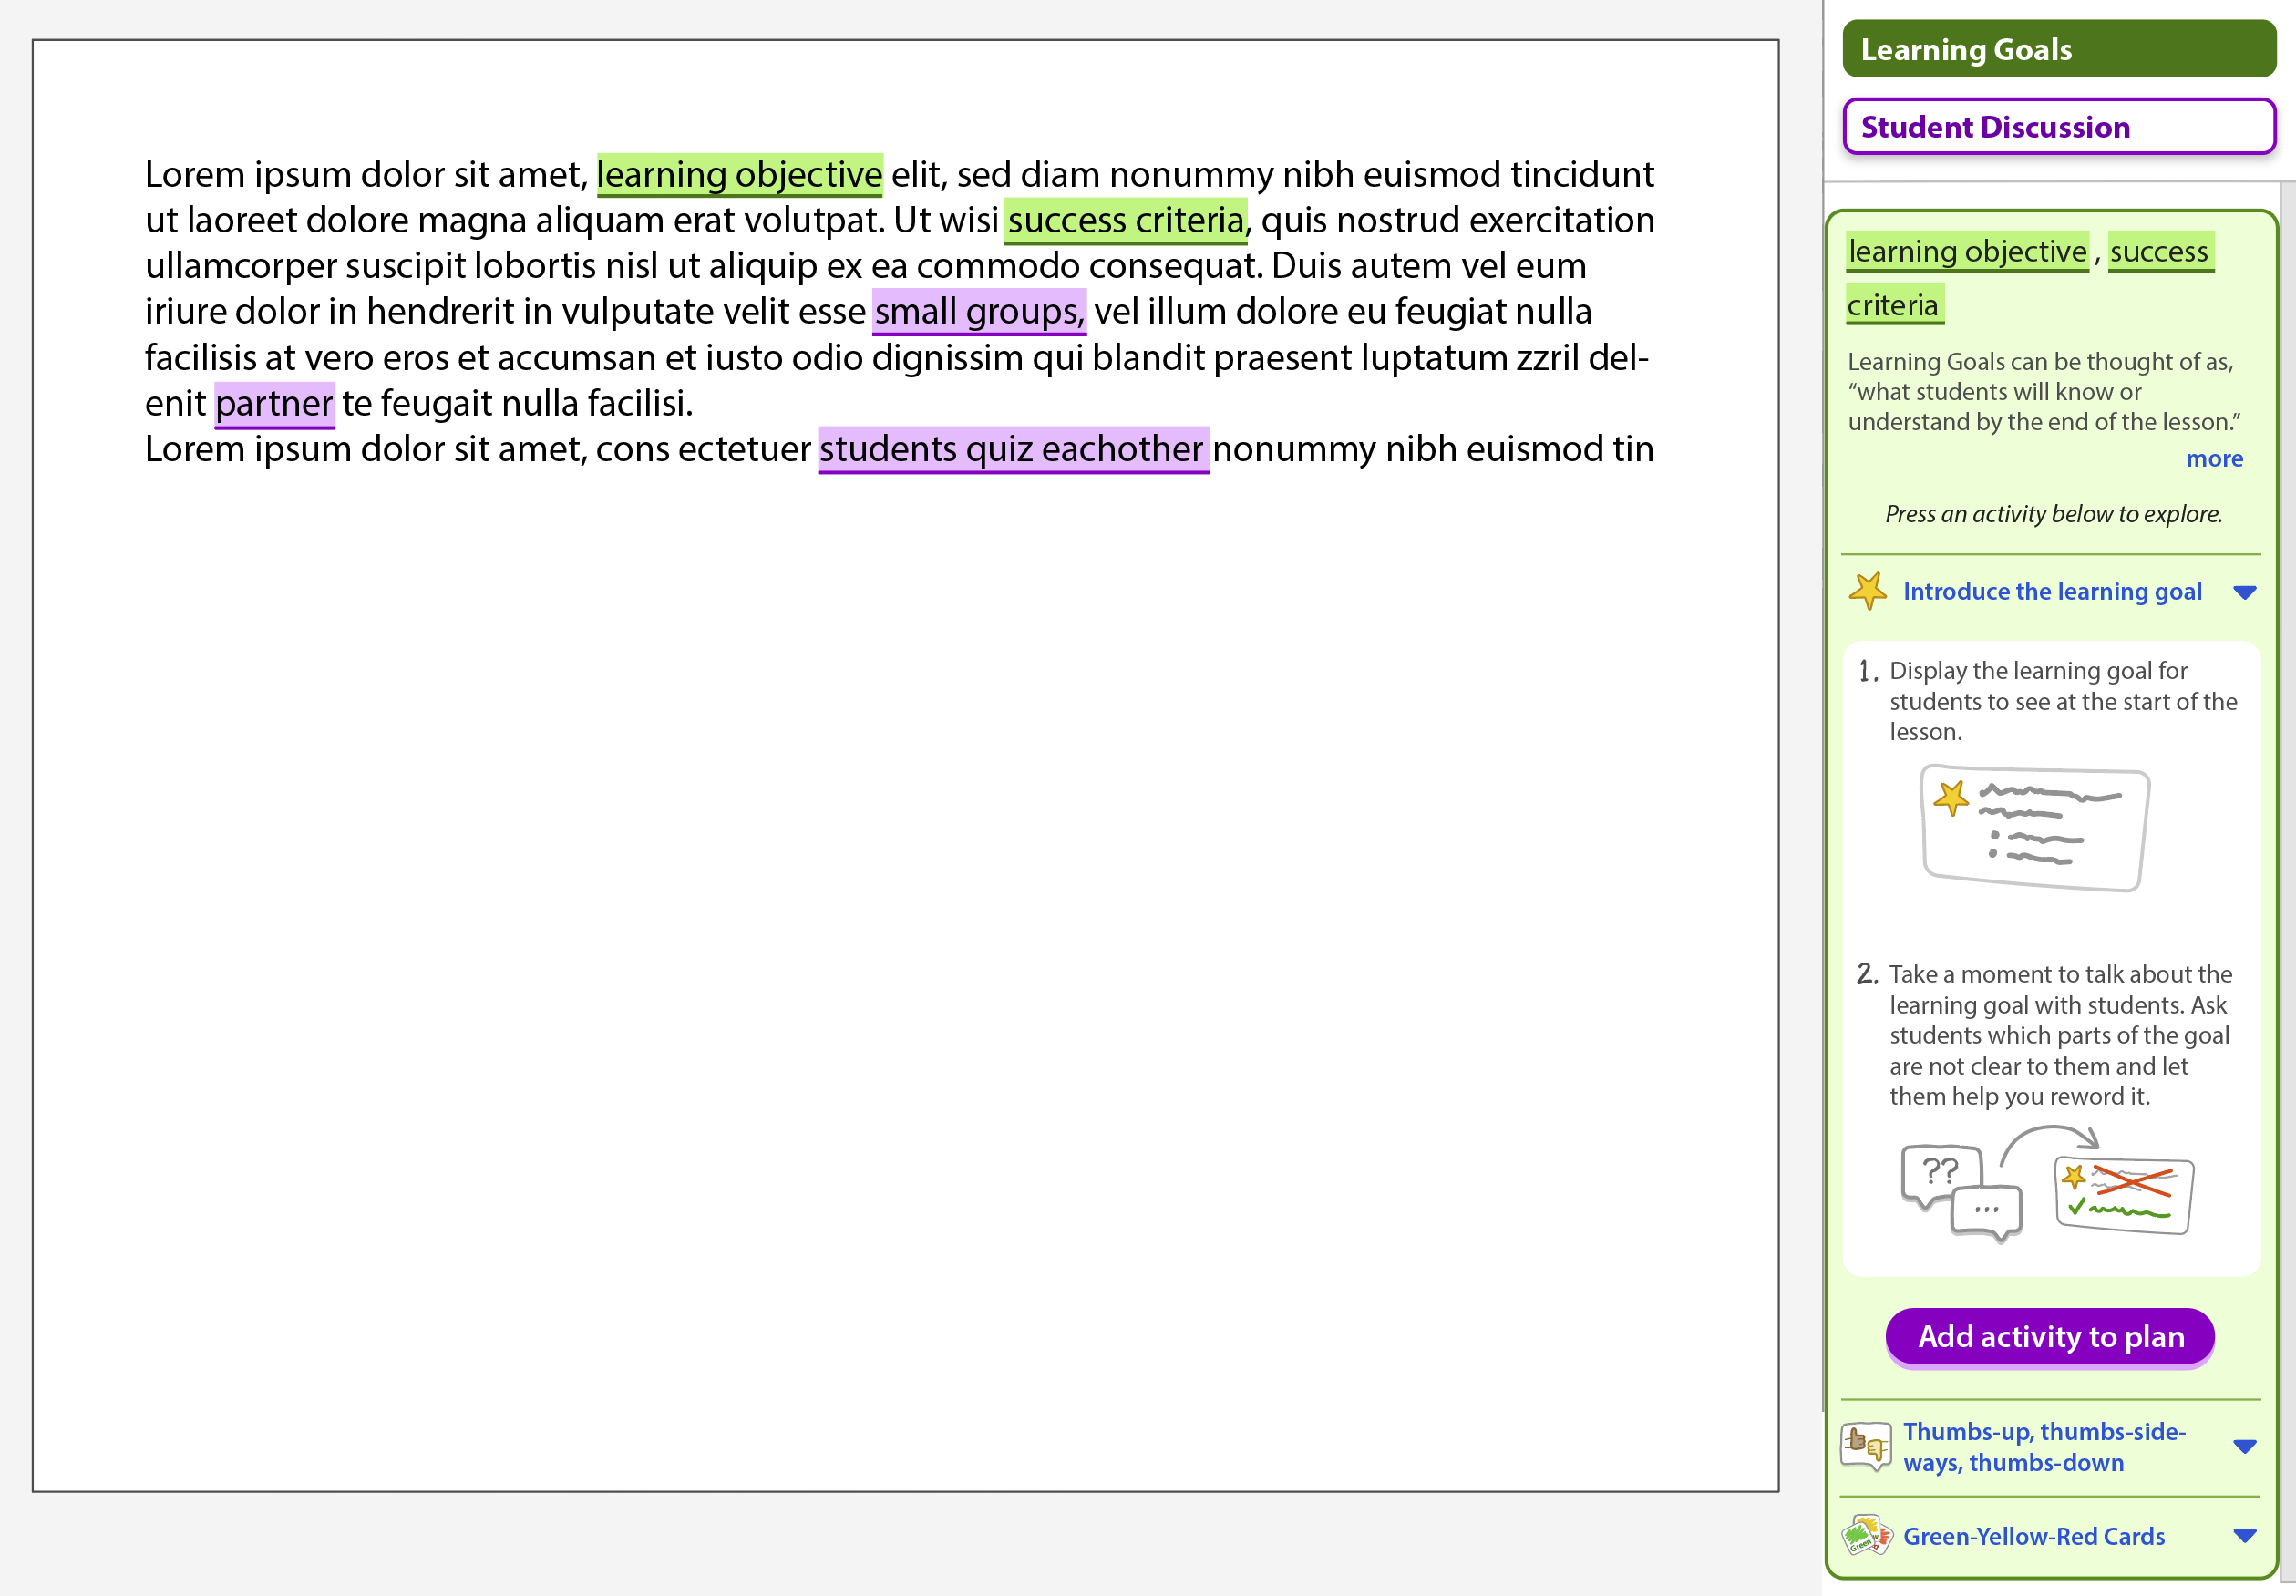 Lorem ipsum dolor sit amet, learning objective elit, sed diam nonummy nibh euismod tincidunt
ut laoreet dolore magna aliquam erat volutpat. Ut wisi success criteria, quis nostrud exercitation
ullamcorper suscipit lobortis nisl ut aliquip ex ea commodo consequat. Duis autem vel eum
iriure dolor in hendrerit in vulputate velit esse small groups, vel illum dolore eu feugiat nulla
facilisis at vero eros et accumsan et iusto odio dignissim qui blandit praesent luptatum zzril del-
enit partner te feugait nulla facilisi.
Lorem ipsum dolor sit amet, cons ectetuer students quiz eachother nonummy nibh euismod tin
Learning Goals
Student Discussion
learning objective , success
criteria
Learning Goals can be thought of as,
“what students will know or
understand by the end of the lesson.”
more
Press an activity below to explore.
Introduce the learning goal
1. Display the learning goal for
students to see at the start of the
lesson.
2. Take a moment to talk about the
learning goal with students. Ask
students which parts of the goal
are not clear to them and let
them help you reword it.
??
...
Add activity to plan
Thumbs-up, thumbs-side-
ways, thumbs-down
Green
Green-Yellow-Red Cards